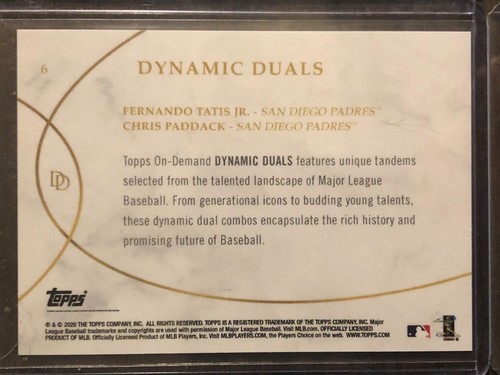 6
DYNAMIC DUALS
FERNANDO TATIS JR. - SAN DIEGO PADRES™
CHRIS PADDACK - SAN DIEGO PADRES™
Topps On-Demand DYNAMIC DUALS features unique tandems
selected from the talented landscape of Major League
Baseball. From generational icons to budding young talents,
these dynamic dual combos encapsulate the rich history and
promising future of Baseball.
DD
Topps
® & © 2020 THE TOPPS COMPANY, INC. ALL RIGHTS RESERVED. TOPPS IS A REGISTERED TRADEMARK OF THE TOPPS COMPANY, INC. Major
League Baseball trademarks and copyrights are used with permission of Major League Baseball. Visit MLB.com. OFFICIALLY LICENSED
PRODUCT OF MLB. Officially Licensed Product of MLB Players, Inc. Visit MLBPLAYERS.COM, the Players Choice on the web. WWW.TOPPS.COM